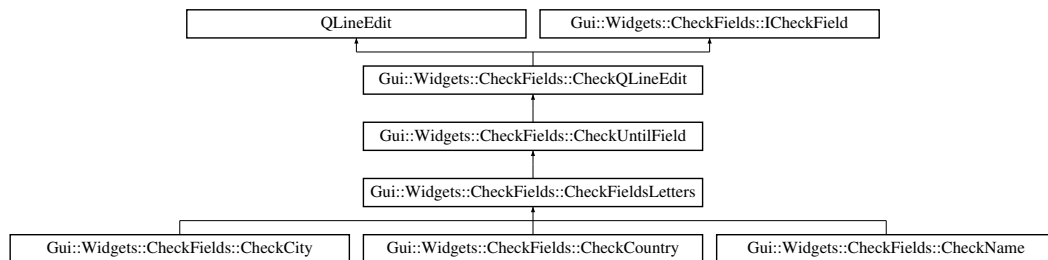 QLineEdit
Gui::Widgets::CheckFields::ICheckField
Gui::Widgets::CheckFields::CheckQLineEdit
Gui::Widgets::CheckFields::CheckUntilField
Gui::Widgets::CheckFields::CheckFieldsLetters
Gui::Widgets::CheckFields::CheckCity
Gui::Widgets::CheckFields::CheckCountry
Gui::Widgets::CheckFields::CheckName